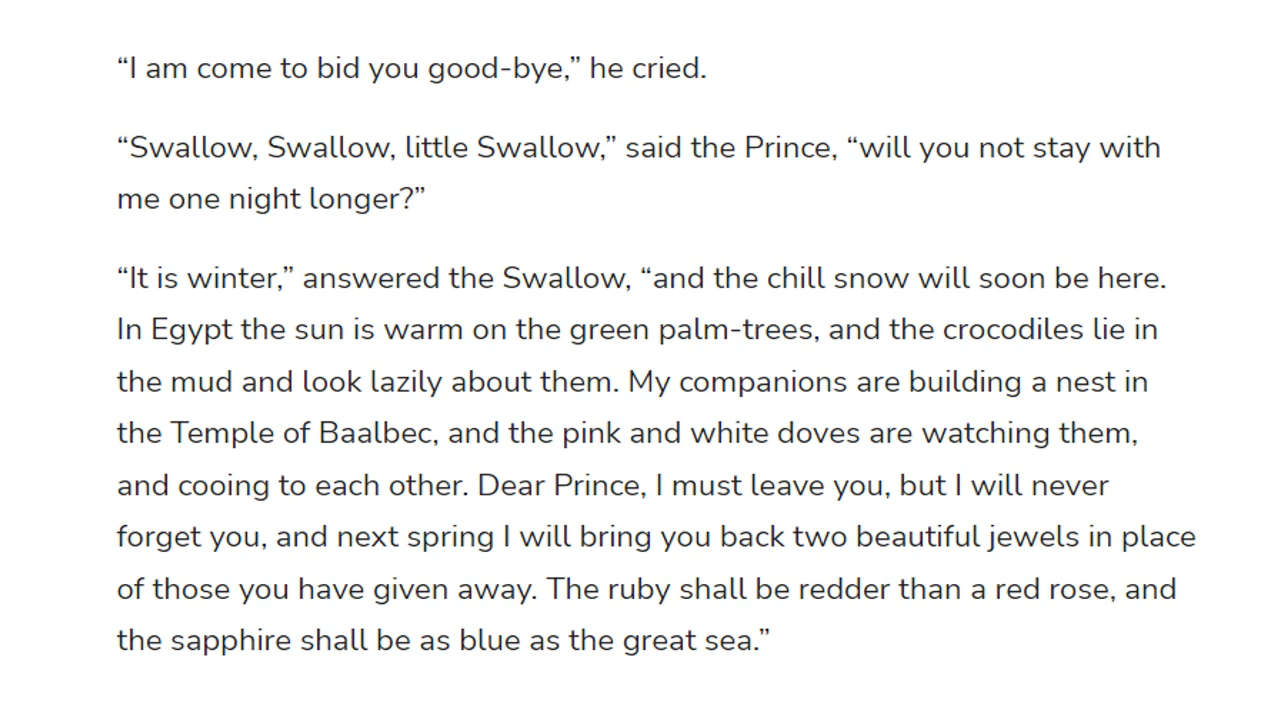 “I am come to bid you good-bye,” he cried.
“Swallow, Swallow, little Swallow,” said the Prince, “will you not stay with
me one night longer?”
“It is winter,” answered the Swallow, “and the chill snow will soon be here.
In Egypt the sun is warm on the green palm-trees, and the crocodiles lie in
the mud and look lazily about them. My companions are building a nest in
the Temple of Baalbec, and the pink and white doves are watching them,
and cooing to each other. Dear Prince, I must leave you, but I will never
forget you, and next spring I will bring you back two beautiful jewels in place
of those you have given away. The ruby shall be redder than a red rose, and
the sapphire shall be as blue as the great sea.”